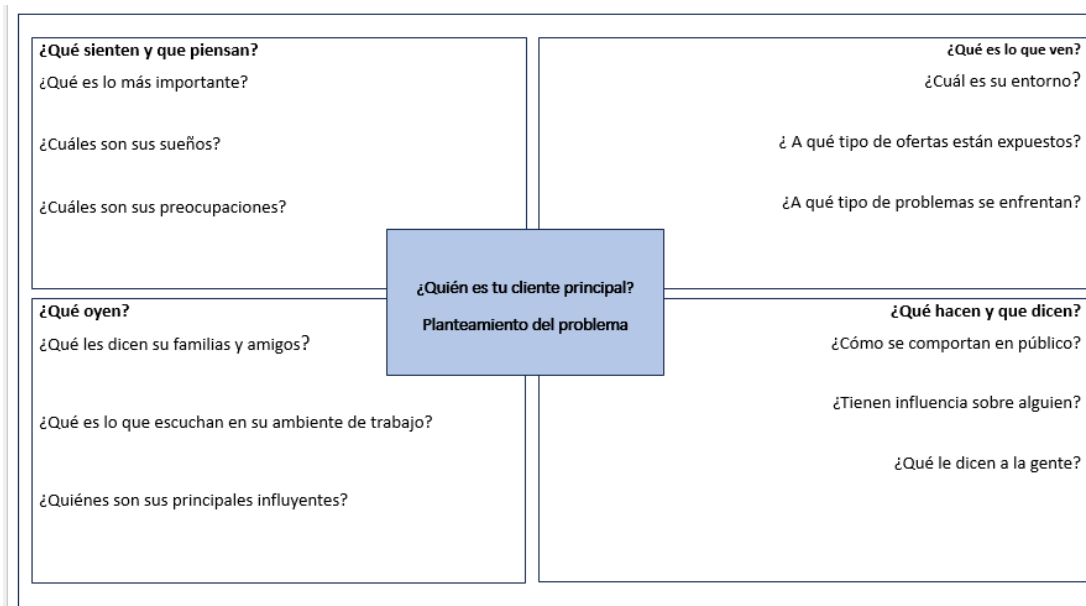 ¿Qué sienten y que piensan?
¿Qué es lo más importante?
¿Cuáles son sus sueños?
¿Cuáles son sus preocupaciones?
¿Qué es lo que ven?
¿Cuál es su entorno?
¿ A qué tipo de ofertas están expuestos?
¿A qué tipo de problemas se enfrentan?
¿Quién es tu cliente principal?
Planteamiento del problema
¿Qué oyen?
¿Qué les dicen su familias y amigos?
¿Qué es lo que escuchan en su ambiente de trabajo?
¿Quiénes son sus principales influyentes?
¿Qué hacen y que dicen?
¿Cómo se comportan en público?
¿Tienen influencia sobre alguien?
¿Qué le dicen a la gente?